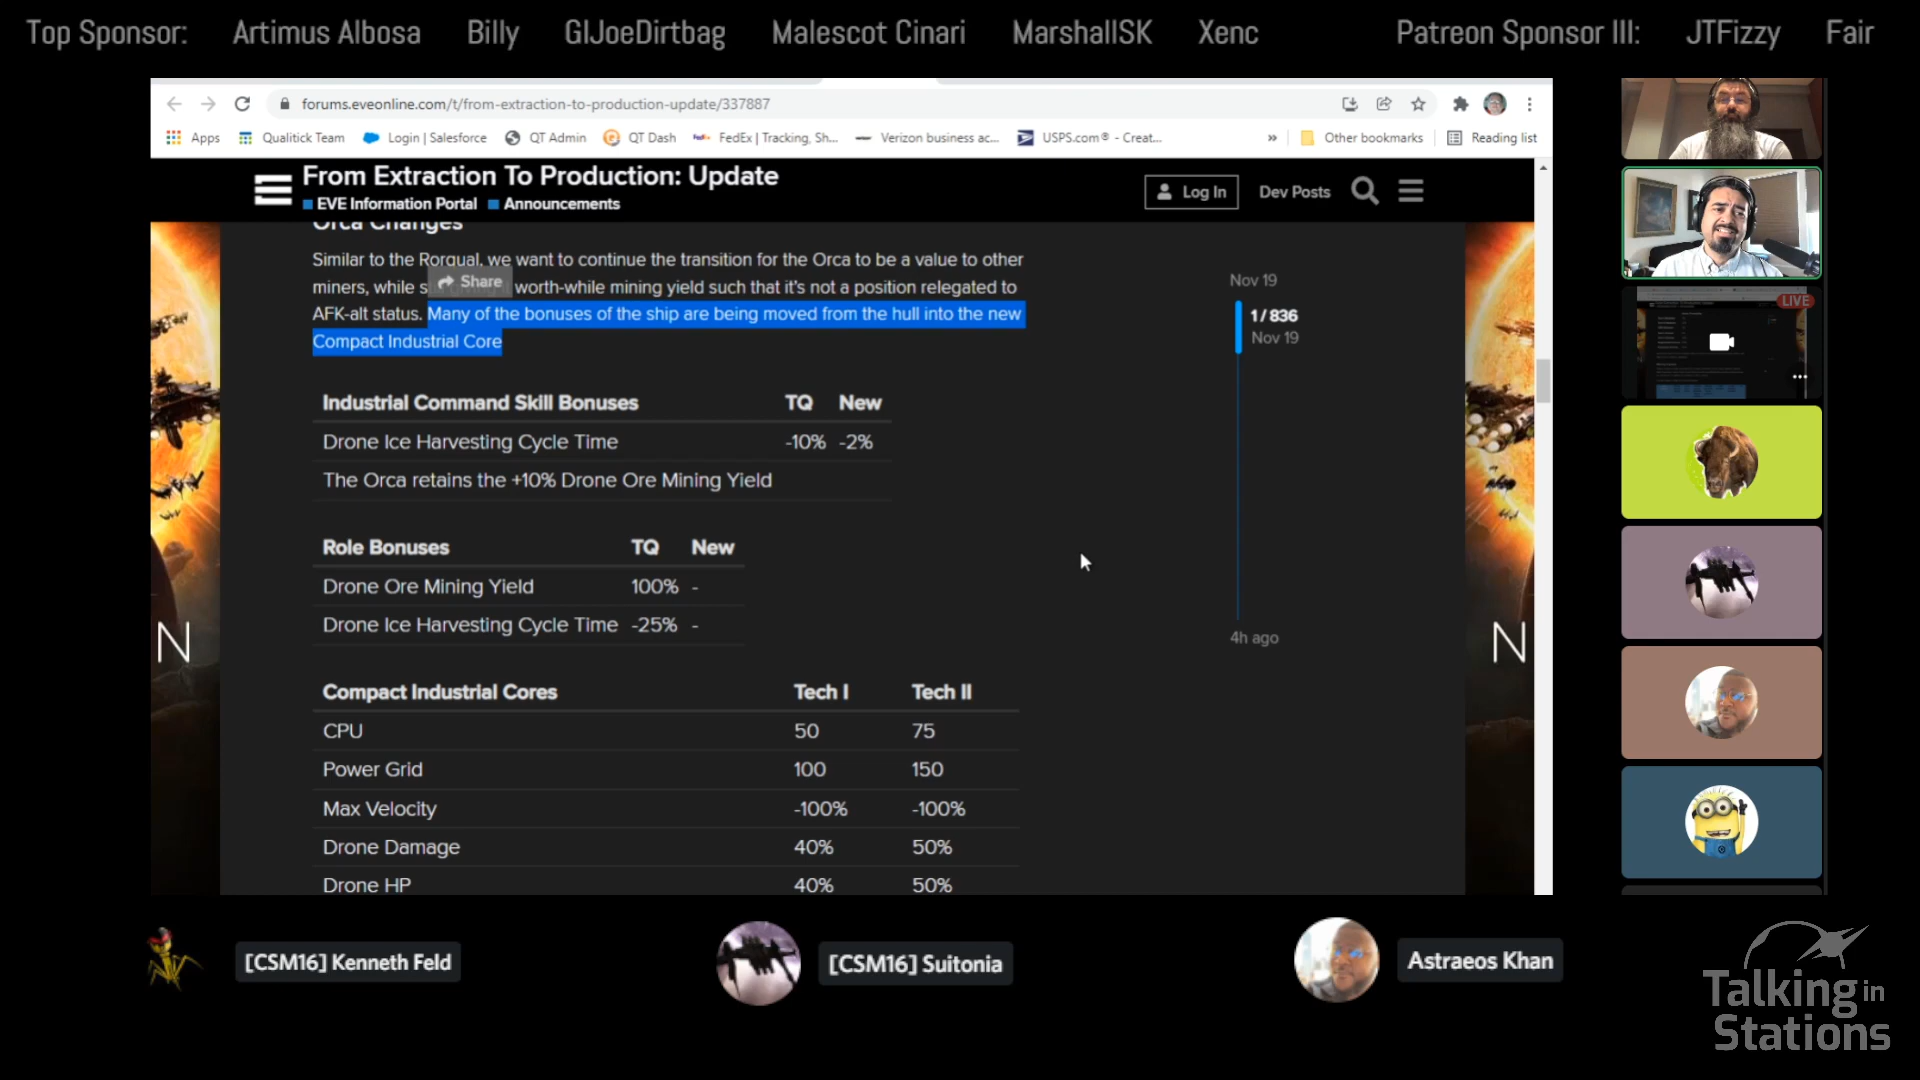 Top Sponsor: Artimus Albosa Billy GIJoeDirtbag Malescot Cinari MarshallSK Xenc Patreon Sponsor III: JTFizzy Fair
forums.eveonline.com/t/from-extraction-to-production-update/337887
Apps Qualitick Team Login | Salesforce QT Admin QT Dash FedEx | Tracking, Sh... Verizon business ac... USPS.com® - Creat... » Other bookmarks Reading list
From Extraction To Production: Update
EVE Information Portal Announcements
Log In Dev Posts
Orca Changes
Similar to the Rorqual, we want to continue the transition for the Orca to be a value to other
miners, while s Share worth-while mining yield such that it's not a position relegated to
AFK-alt status. Many of the bonuses of the ship are being moved from the hull into the new
Compact Industrial Core
Industrial Command Skill Bonuses TQ New
Drone Ice Harvesting Cycle Time -10% -2%
The Orca retains the +10% Drone Ore Mining Yield
Role Bonuses TQ New
Drone Ore Mining Yield 100% -
Drone Ice Harvesting Cycle Time -25% -
Compact Industrial Cores Tech I Tech II
CPU 50 75
Power Grid 100 150
Max Velocity -100% -100%
Drone Damage 40% 50%
Drone HP 40% 50%
Nov 19
1 / 836
Nov 19
4h ago
N
N
LIVE
[CSM16] Kenneth Feld
[CSM16] Suitonia
Astraeos Khan
Talking in
Stations